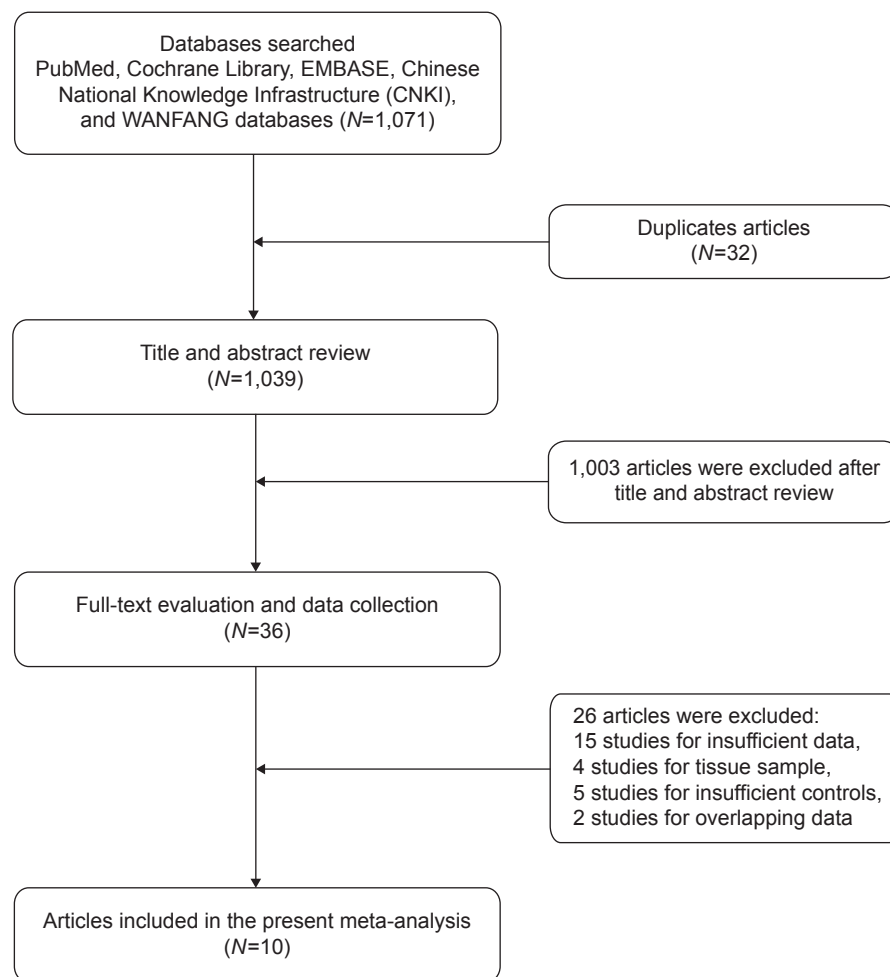 Databases searched
PubMed, Cochrane Library, EMBASE, Chinese
National Knowledge Infrastructure (CNKI),
and WANFANG databases (N=1,071)
Duplicates articles
(N=32)
Title and abstract review
(N=1,039)
1,003 articles were excluded after
title and abstract review
Full-text evaluation and data collection
(N=36)
26 articles were excluded:
15 studies for insufficient data,
4 studies for tissue sample,
5 studies for insufficient controls,
2 studies for overlapping data
Articles included in the present meta-analysis
(N=10)